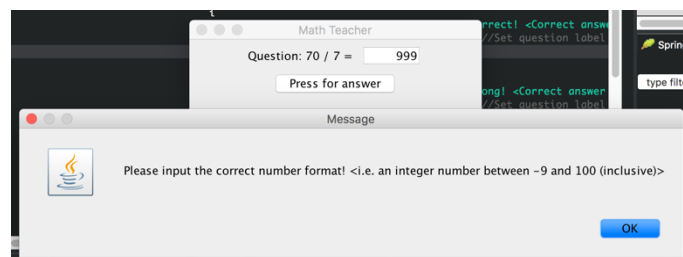 {
Math Teacher
rrect! <Correct answ
//Set question label
Question: 70 / 7 = 999
Press for answer
Sprin
type filt
ong! <Correct answer
//Set question label
Message
Please input the correct number format! <i.e. an integer number between -9 and 100 (inclusive)>
OK